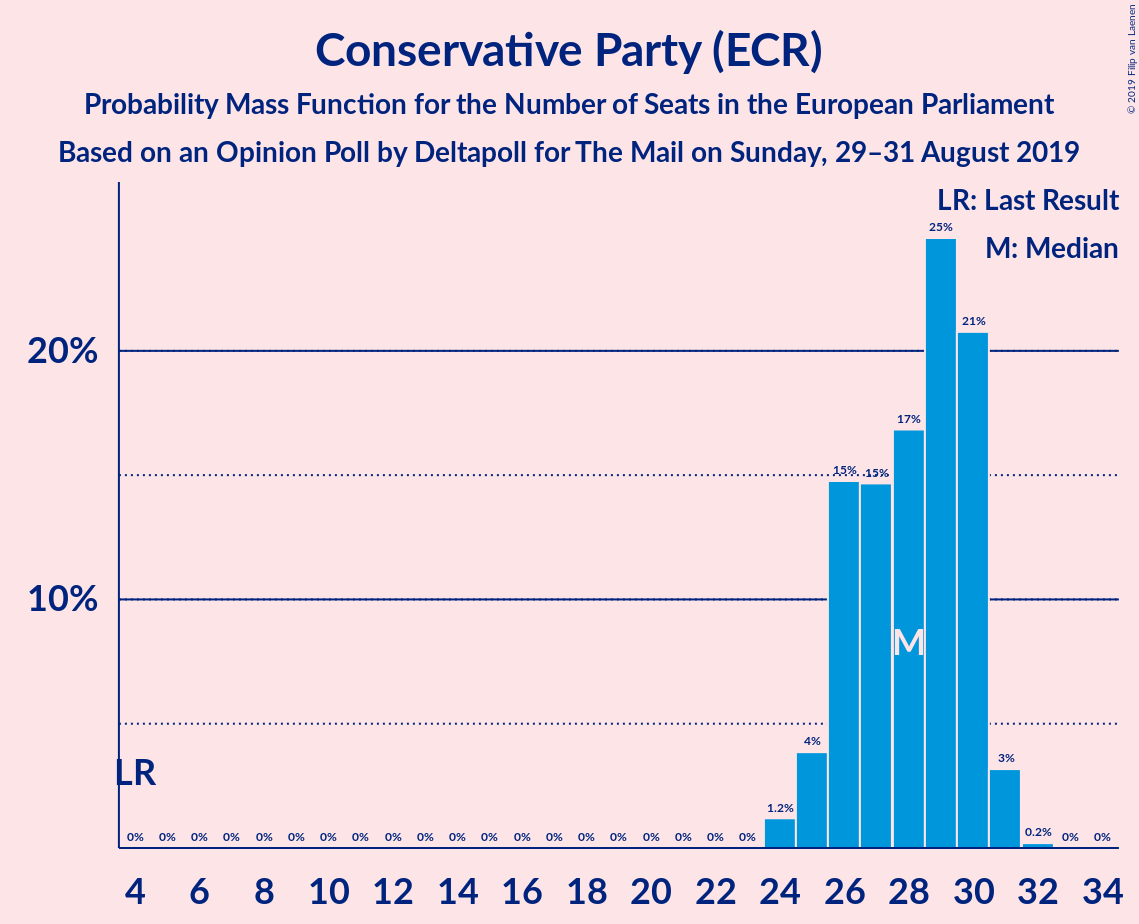 © 2019 Filip van Laenen
Conservative Party (ECR)
Probability Mass Function for the Number of Seats in the European Parliament
Based on an Opinion Poll by Deltapoll for The Mail on Sunday, 29–31 August 2019
LR: Last Result
M: Median
20%
10%
LR
M
0% 0% 0% 0% 0% 0% 0% 0% 0% 0% 0% 0% 0% 0% 0% 0% 0% 0% 0% 0% 1.2% 4% 15% 15% 17% 25% 21% 3% 0.2% 0% 0%
4 6 8 10 12 14 16 18 20 22 24 26 28 30 32 34